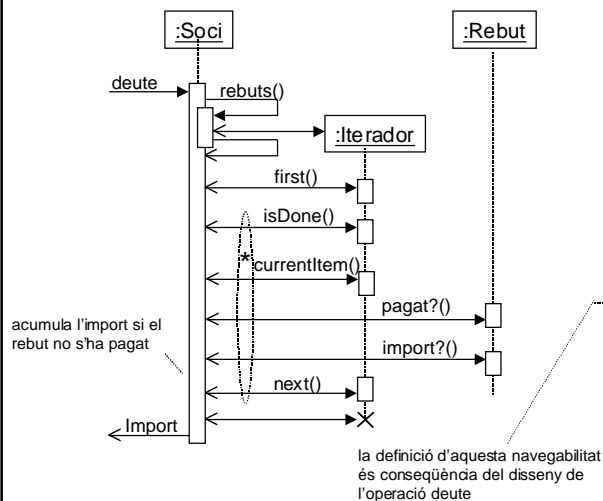 :Soci
:Rebut
deute
rebuts()
:Iterador
first()
isDone()
*
currentItem()
pagat?()
acumula l'import si el
rebut no s'ha pagat
import?()
next()
Import
la definició d'aquesta navegabilitat
és conseqüència del disseny de
l'operació deute